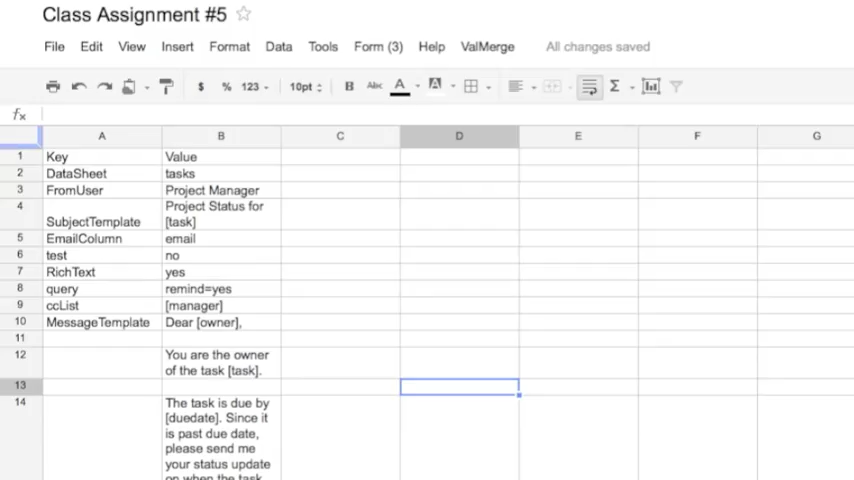 Class Assignment #5
File Edit View Insert Format Data Tools Form (3) Help ValMerge All changes saved
$ % 123 10pt B Abc A A Σ
fx
A B C D E F G
1 Key Value
2 DataSheet tasks
3 FromUser Project Manager
4 SubjectTemplate Project Status for
[task]
5 EmailColumn email
6 test no
7 RichText yes
8 query remind=yes
9 ccList [manager]
10 MessageTemplate Dear [owner],
11
12 You are the owner
of the task [task].
13
14 The task is due by
[duedate]. Since it
is past due date,
please send me
your status update
on when the task